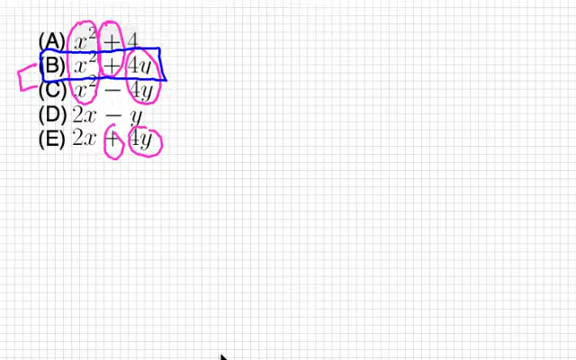 (A) x² + 4
(B) x² + 4y
(C) x² − 4y
(D) 2x − y
(E) 2x + 4y